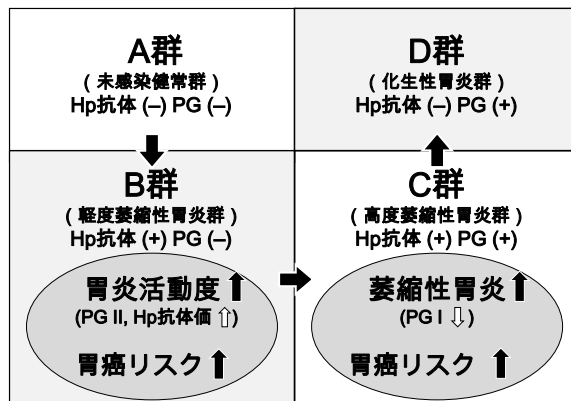 A群
（未感染健常群）
Hp抗体 (–) PG (–)
B群
（軽度萎縮性胃炎群）
Hp抗体 (+) PG (–)
胃炎活動度
(PG II, Hp抗体価⇧)
胃癌リスク
C群
（高度萎縮性胃炎群）
Hp抗体 (+) PG (+)
萎縮性胃炎
(PG I ⇩)
胃癌リスク
D群
（化生性胃炎群）
Hp抗体 (–) PG (+)